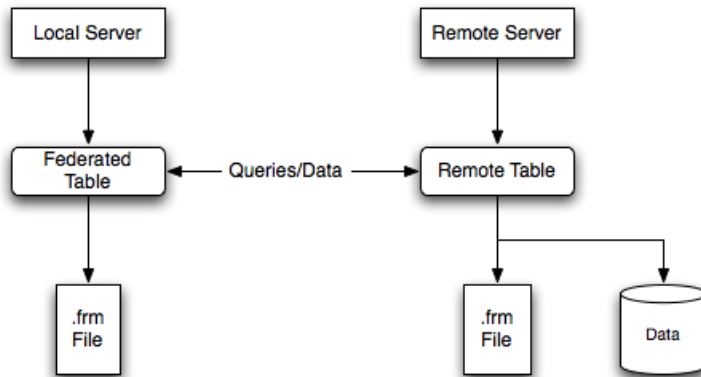 Local Server
Remote Server
Federated
Table
Queries/Data
Remote Table
.frm
File
.frm
File
Data